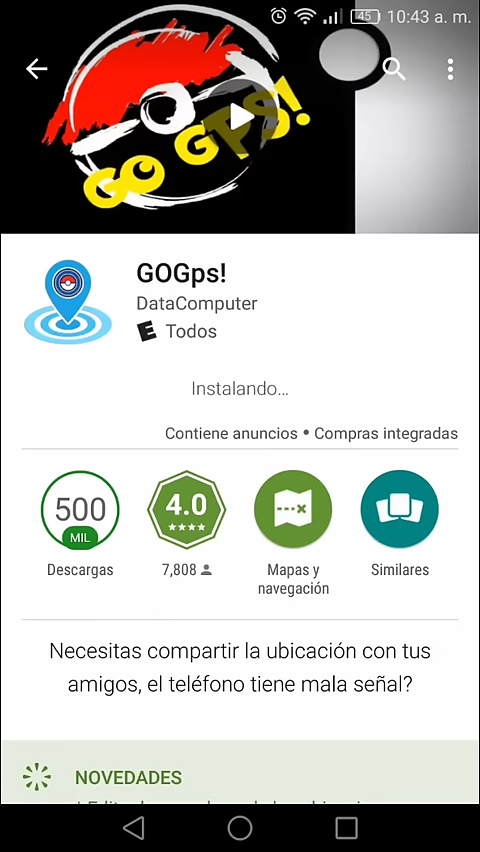 45 10:43 a. m.
GO GPS!
GOGps!
DataComputer
E Todos
Instalando...
Contiene anuncios • Compras integradas
500
MIL
4.0
Descargas
7,808
Mapas y
navegación
Similares
Necesitas compartir la ubicación con tus
amigos, el teléfono tiene mala señal?
NOVEDADES